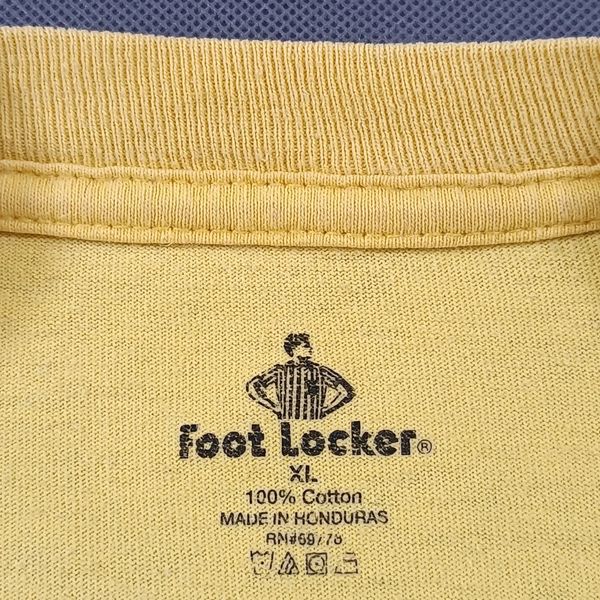 Foot Locker®
XL
100% Cotton
MADE IN HONDURAS
RN#69778